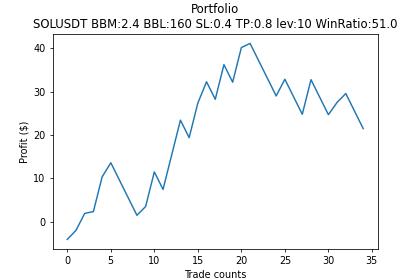 Portfolio
SOLUSDT BBM:2.4 BBL:160 SL:0.4 TP:0.8 lev:10 WinRatio:51.0
40
30
20
10
0
Profit ($)
0 5 10 15 20 25 30 35
Trade counts